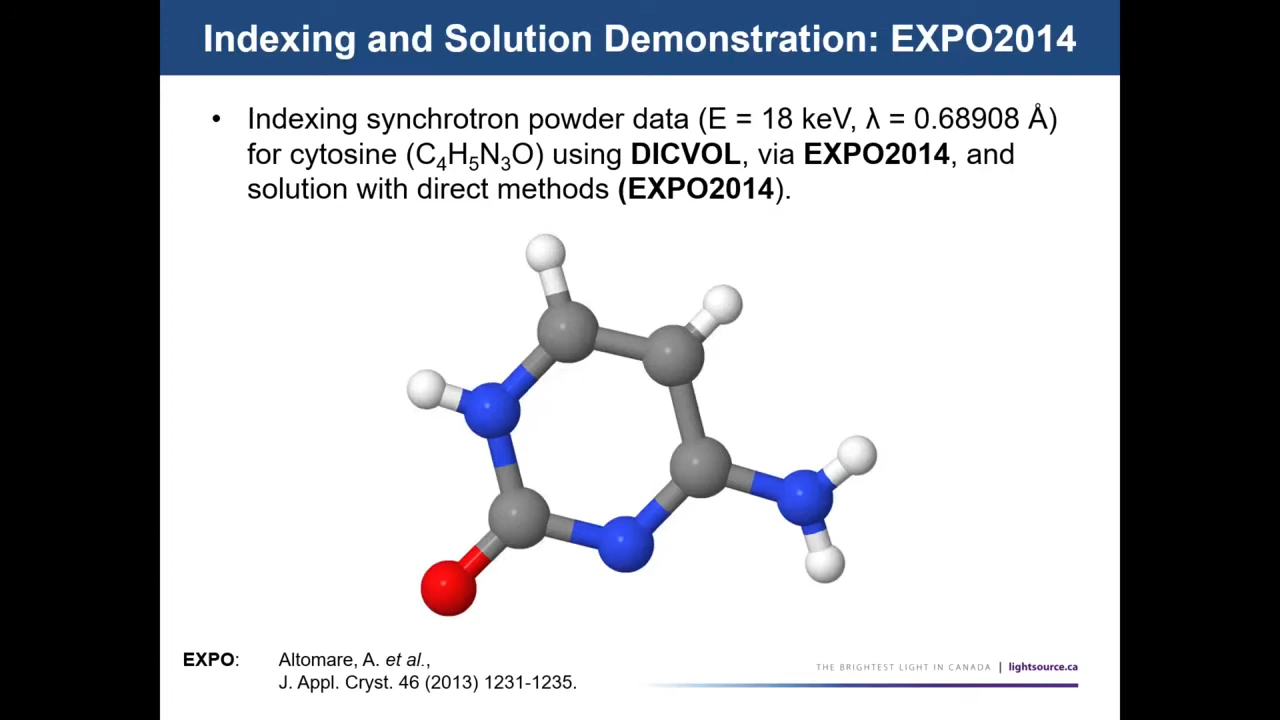 Indexing and Solution Demonstration: EXPO2014
• Indexing synchrotron powder data (E = 18 keV, λ = 0.68908 Å)
for cytosine (C₄H₅N₃O) using DICVOL, via EXPO2014, and
solution with direct methods (EXPO2014).
EXPO: Altomare, A. et al.,
J. Appl. Cryst. 46 (2013) 1231-1235.
THE BRIGHTEST LIGHT IN CANADA | lightsource.ca